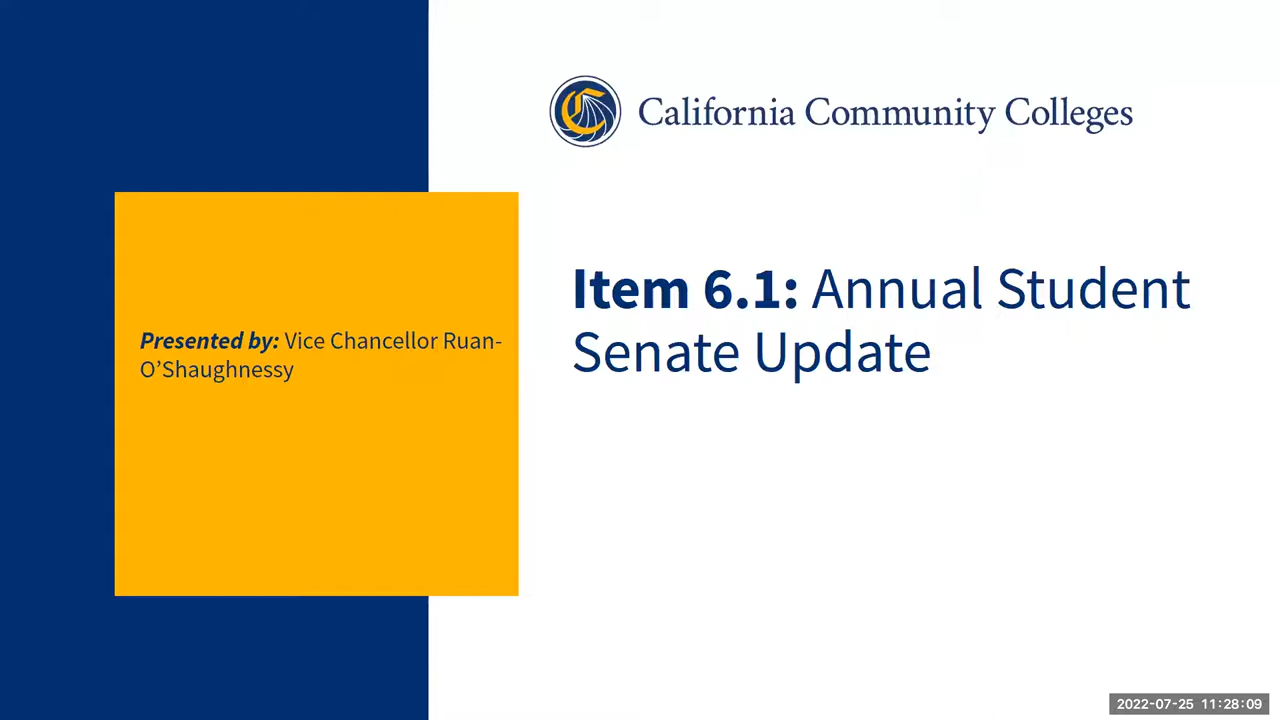 California Community Colleges
Item 6.1: Annual Student
Senate Update
Presented by: Vice Chancellor Ruan-
O’Shaughnessy
2022-07-25 11:28:09